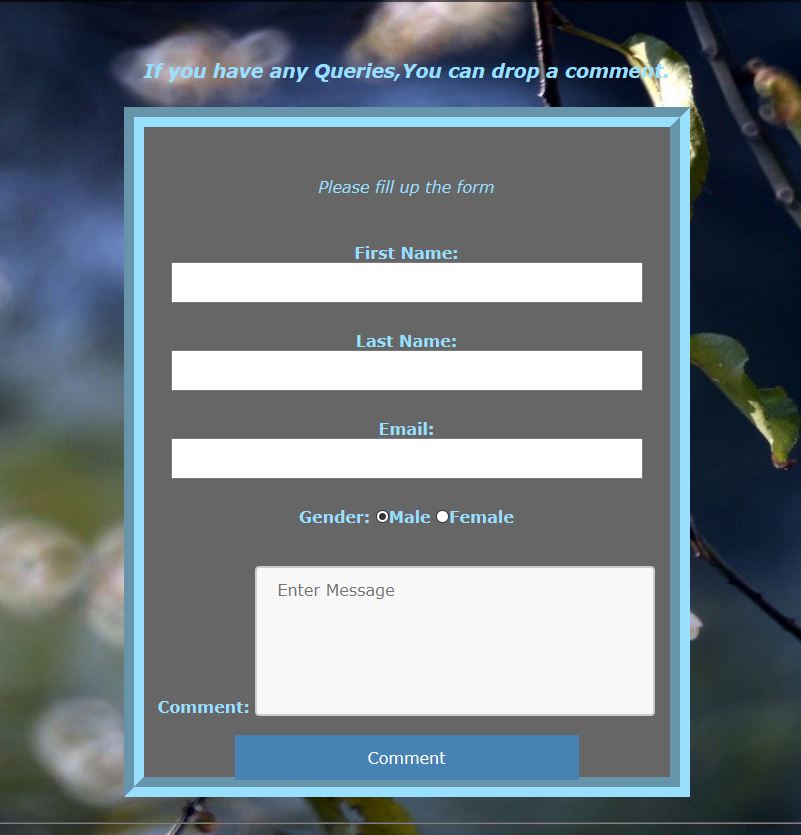 If you have any Queries,You can drop a comment.
Please fill up the form
First Name:
Last Name:
Email:
Gender: Male Female
Enter Message
Comment:
Comment